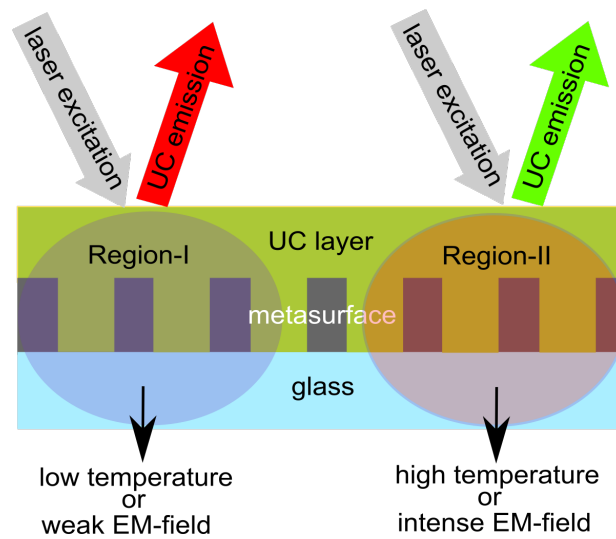 laser excitation
UC emission
laser excitation
UC emission
Region-I
UC layer
Region-II
metasurface
glass
low temperature
or
weak EM-field
high temperature
or
intense EM-field